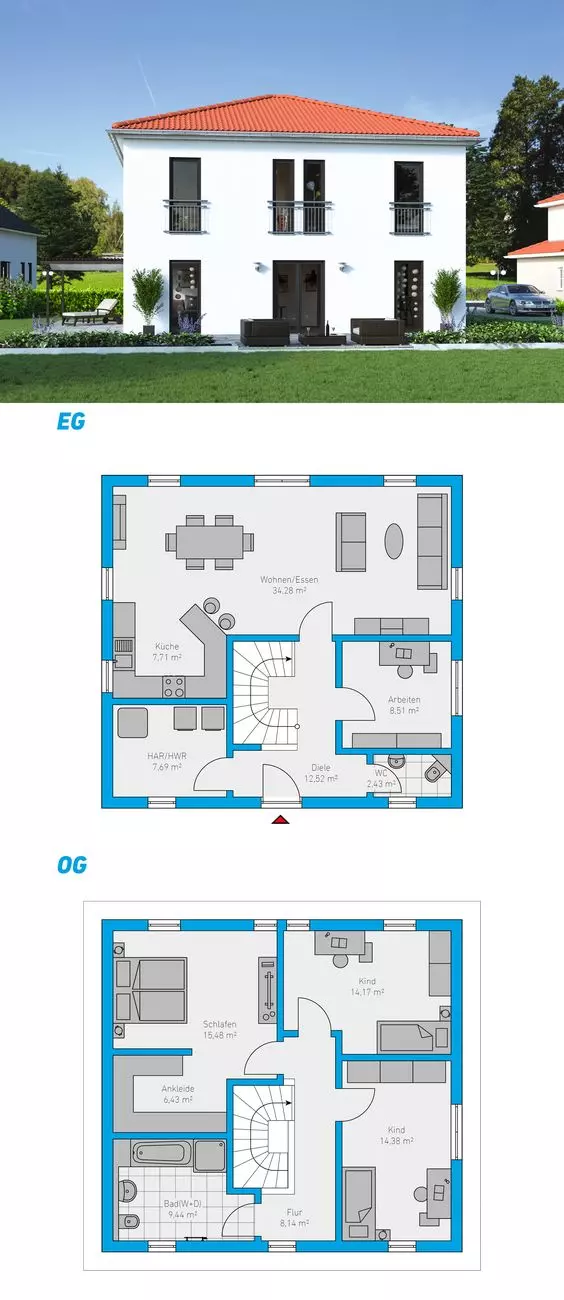 EG
Wohnen/Essen
34,28 m²
Küche
7,71 m²
Arbeiten
8,51 m²
HAR/HWR
7,69 m²
Diele
12,52 m²
WC
2,43 m²
OG
Kind
14,17 m²
Schlafen
15,48 m²
Ankleide
6,43 m²
Kind
14,38 m²
Bad(W+D)
9,44 m²
Flur
8,14 m²